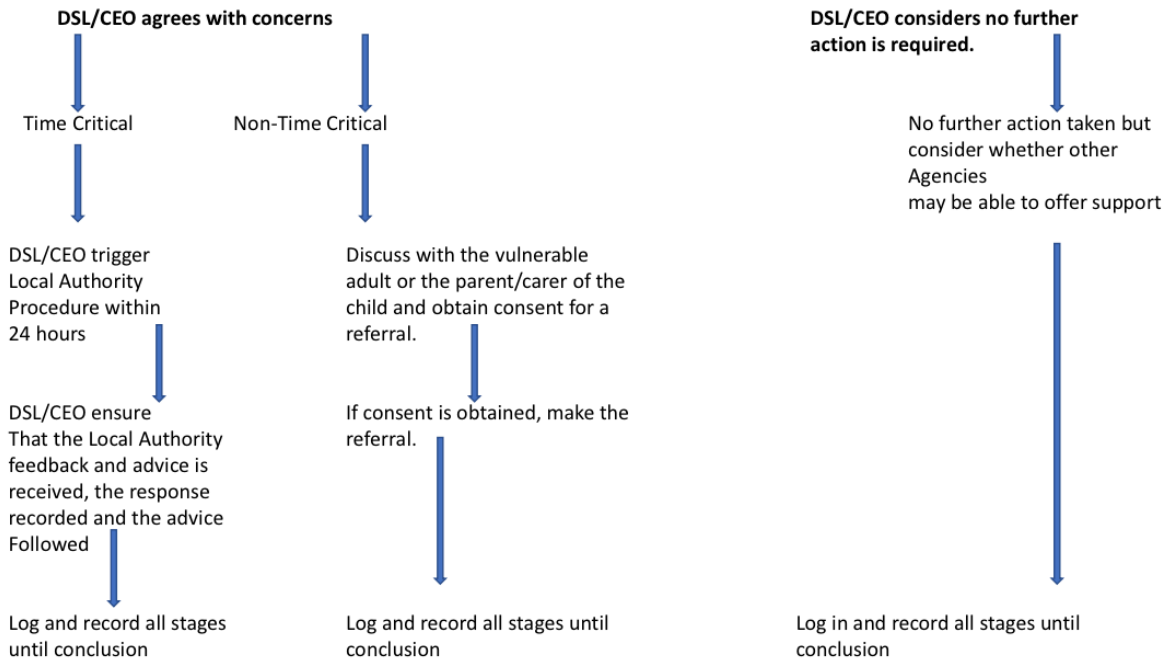 DSL/CEO agrees with concerns
DSL/CEO considers no further
action is required.
Time Critical
Non-Time Critical
No further action taken but
consider whether other
Agencies
may be able to offer support
DSL/CEO trigger
Local Authority
Procedure within
24 hours
Discuss with the vulnerable
adult or the parent/carer of the
child and obtain consent for a
referral.
DSL/CEO ensure
That the Local Authority
feedback and advice is
received, the response
recorded and the advice
Followed
If consent is obtained, make the
referral.
Log and record all stages
until conclusion
Log and record all stages until
conclusion
Log in and record all stages until
conclusion